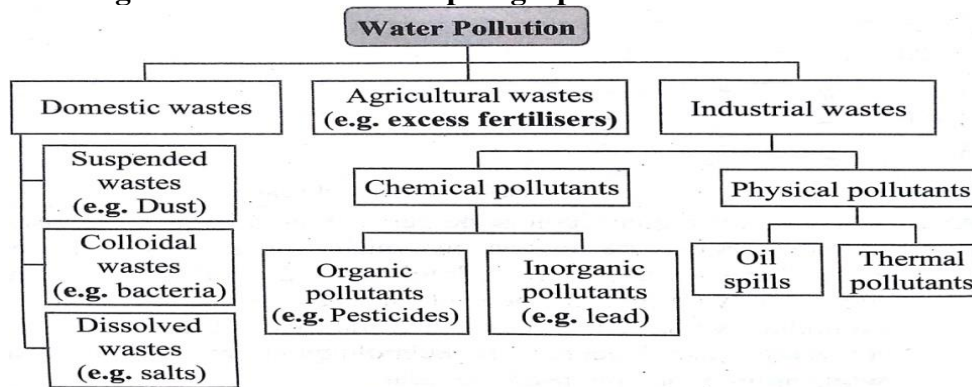 Water Pollution
Domestic wastes
Agricultural wastes
(e.g. excess fertilisers)
Industrial wastes
Suspended
wastes
(e.g. Dust)
Colloidal
wastes
(e.g. bacteria)
Dissolved
wastes
(e.g. salts)
Chemical pollutants
Physical pollutants
Organic
pollutants
(e.g. Pesticides)
Inorganic
pollutants
(e.g. lead)
Oil
spills
Thermal
pollutants